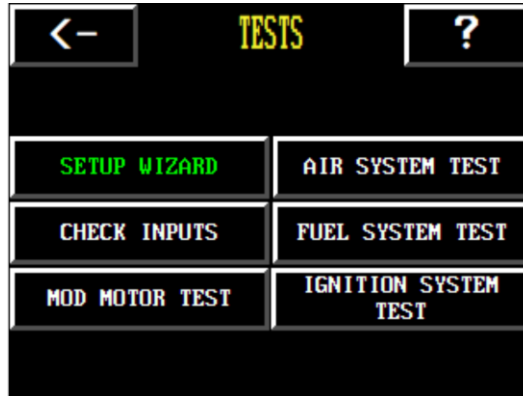 <- TESTS ?
SETUP WIZARD AIR SYSTEM TEST
CHECK INPUTS FUEL SYSTEM TEST
MOD MOTOR TEST IGNITION SYSTEM
TEST